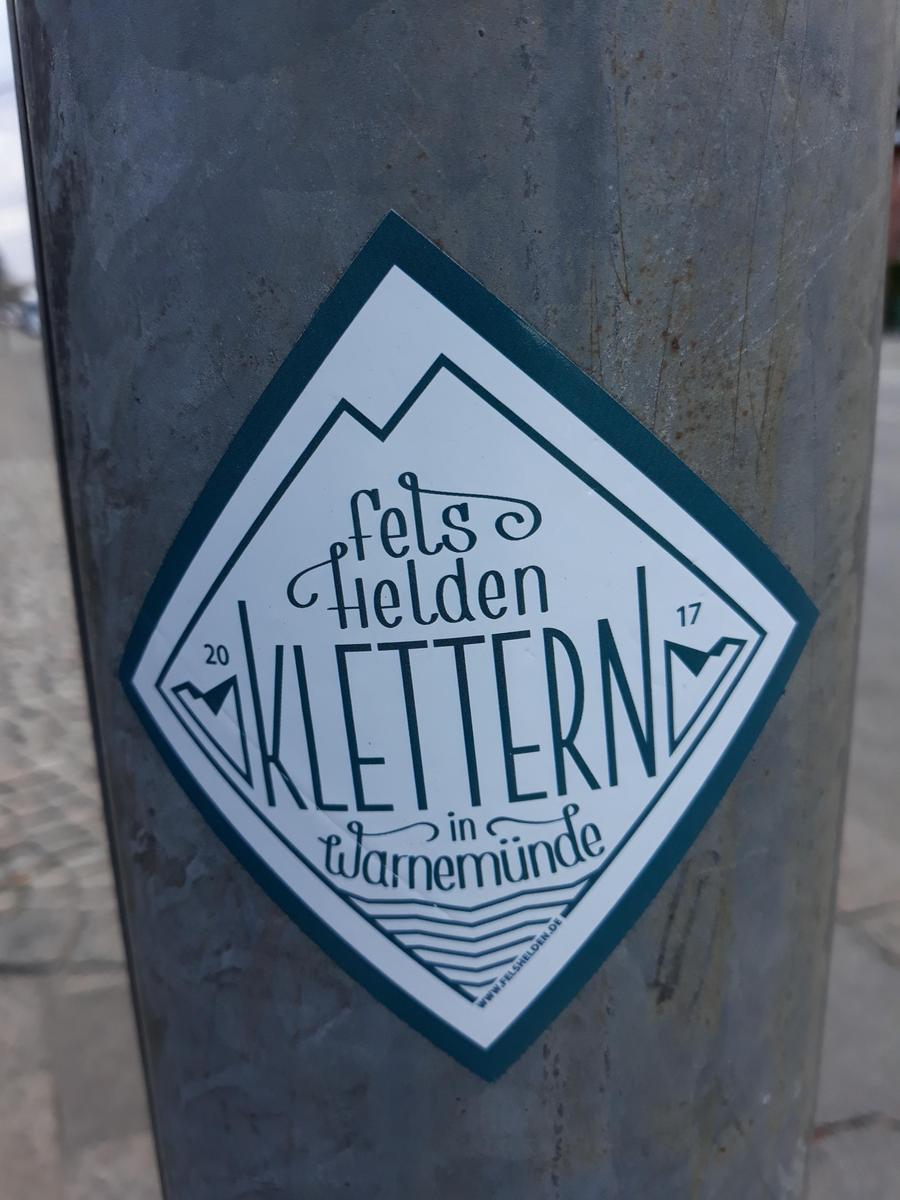 fels
Helden
20 17
KLETTERN
in
Warnemünde
WWW.FELSHELDEN.DE